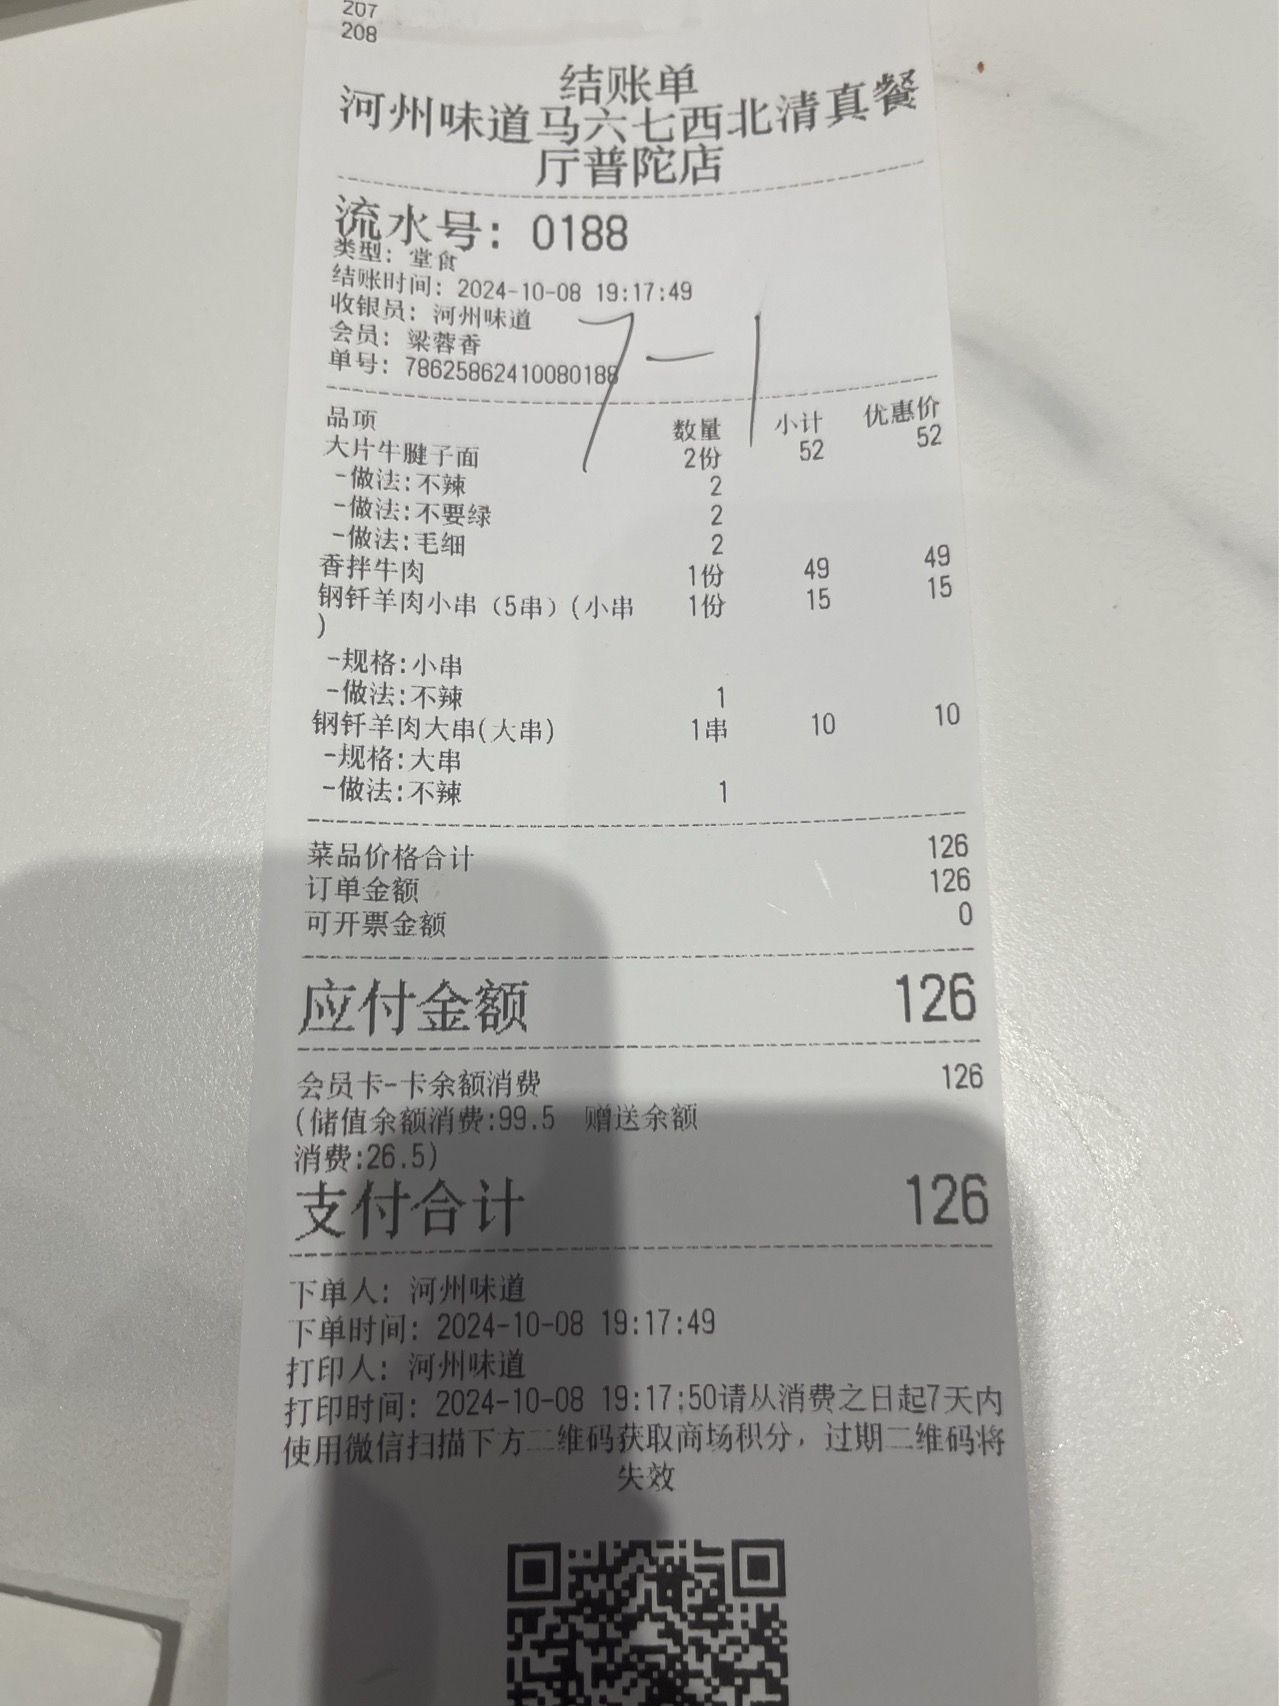 207
208
结账单
河州味道马六七西北清真餐
厅普陀店
流水号: 0188
类型: 堂食
结账时间: 2024-10-08 19:17:49
收银员: 河州味道
会员: 梁蓉香
单号: 78625862410080188
7-1
品项 数量 小计 优惠价
大片牛腱子面 2份 52 52
-做法:不辣 2
-做法:不要绿 2
-做法:毛细 2
香拌牛肉 1份 49 49
钢钎羊肉小串（5串）(小串 1份 15 15
)
-规格:小串
-做法:不辣 1
钢钎羊肉大串(大串) 1串 10 10
-规格:大串
-做法:不辣 1
菜品价格合计 126
订单金额 126
可开票金额 0
应付金额 126
会员卡-卡余额消费 126
(储值余额消费:99.5 赠送余额
消费:26.5)
支付合计 126
下单人: 河州味道
下单时间: 2024-10-08 19:17:49
打印人: 河州味道
打印时间: 2024-10-08 19:17:50请从消费之日起7天内
使用微信扫描下方二维码获取商场积分，过期二维码将
失效